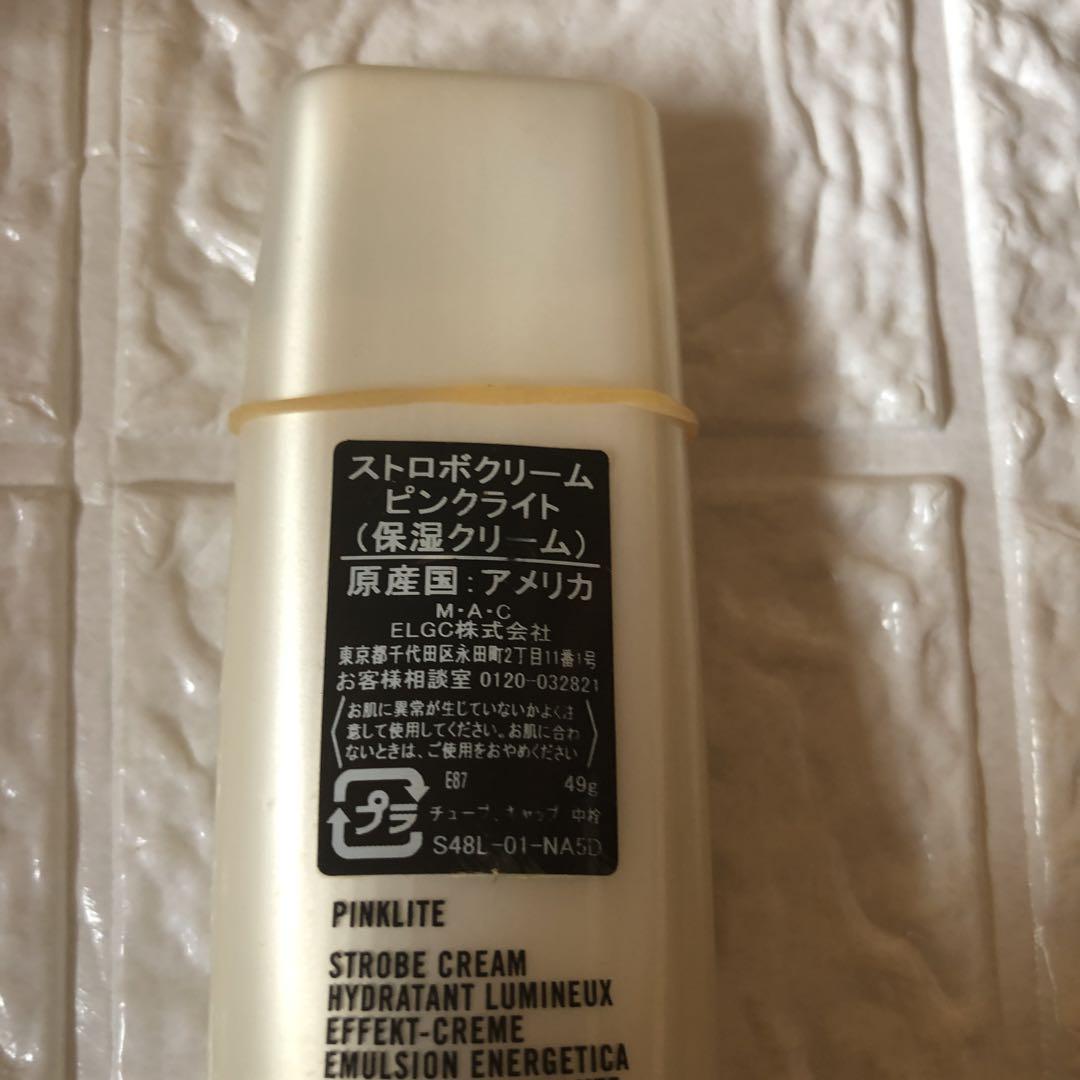 ストロボクリーム
ピンクライト
(保湿クリーム)
原産国:アメリカ
M・A・C
ELGC株式会社
東京都千代田区永田町2丁目11番1号
お客様相談室 0120-032821
お肌に異常が生じていないかよく注
意して使用してください。お肌に合わ
ないときは、ご使用をおやめください
E87 49g
プラ
チューブ、キャップ 中栓
S48L-01-NA5D
PINKLITE
STROBE CREAM
HYDRATANT LUMINEUX
EFFEKT-CREME
EMULSION ENERGETICA